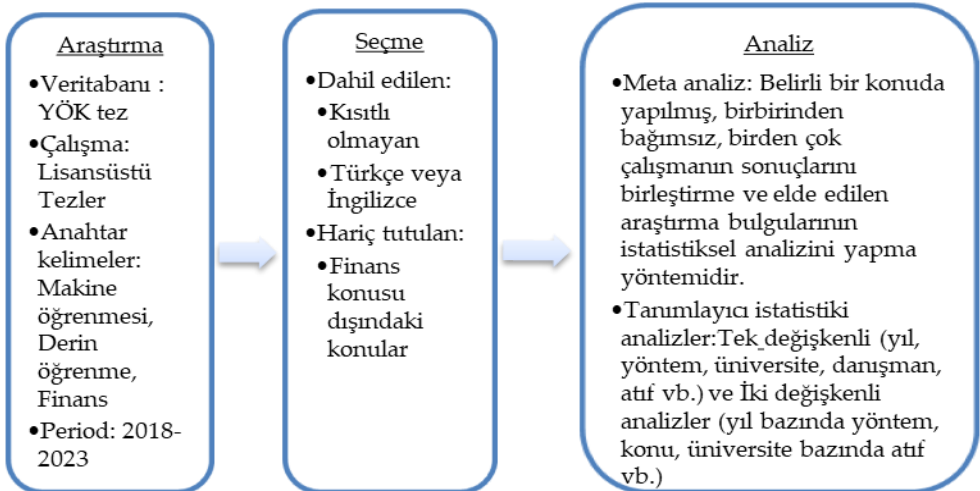 Araştırma
•Veritabanı :
YÖK tez
•Çalışma:
Lisansüstü
Tezler
•Anahtar
kelimeler:
Makine
öğrenmesi,
Derin
öğrenme,
Finans
•Period: 2018-
2023
Seçme
•Dahil edilen:
•Kısıtlı
olmayan
•Türkçe veya
İngilizce
•Hariç tutulan:
•Finans
konusu
dışındaki
konular
Analiz
•Meta analiz: Belirli bir konuda
yapılmış, birbirinden
bağımsız, birden çok
çalışmanın sonuçlarını
birleştirme ve elde edilen
araştırma bulgularının
istatistiksel analizini yapma
yöntemidir.
•Tanımlayıcı istatistiki
analizler:Tek değişkenli (yıl,
yöntem, üniversite, danışman,
atıf vb.) ve İki değişkenli
analizler (yıl bazında yöntem,
konu, üniversite bazında atıf
vb.)